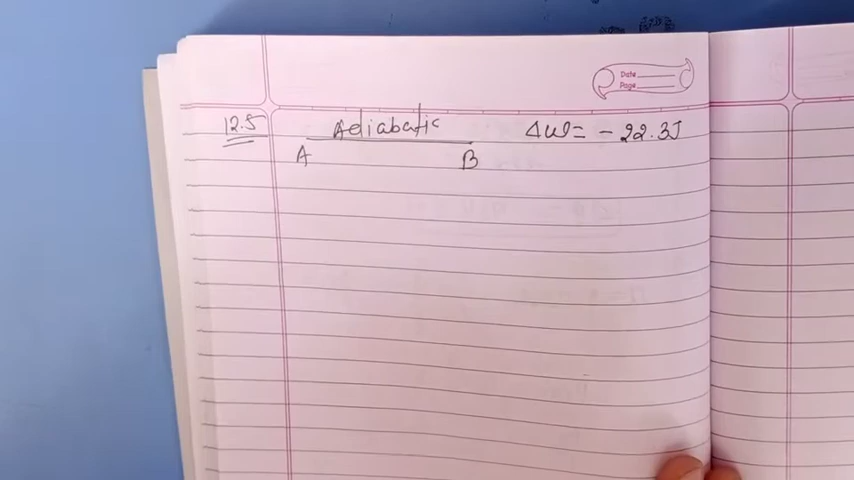 Date
Page
12.5 Adiabatic ΔW = - 22.3J
A B